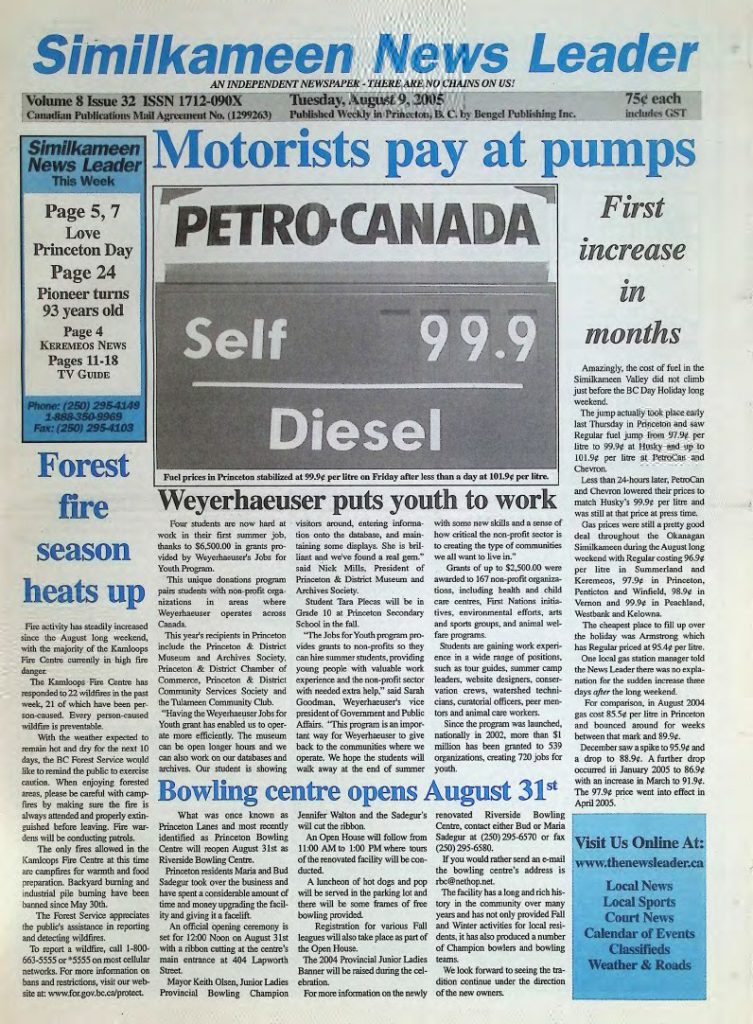 Similkameen News Leader
AN INDEPENDENT NEWSPAPER - THERE ARE NO CHAINS ON US!
Volume 8 Issue 32 ISSN 1712-090X
Tuesday, August 9, 2005
75¢ each
Canadian Publications Mail Agreement No. (1299263)
Published Weekly in Princeton, B. C. by Bengel Publishing Inc.
includes GST
Similkameen
News Leader
This Week
Page 5, 7
Love
Princeton Day
Page 24
Pioneer turns
93 years old
Page 4
KEREMEOS NEWS
Pages 11-18
TV GUIDE
Phone: (250) 295-4149
1-888-350-9969
Fax: (250) 295-4103
Motorists pay at pumps
PETRO-CANADA
Self 99.9
Diesel
Fuel prices in Princeton stabilized at 99.9¢ per litre on Friday after less than a day at 101.9¢ per litre.
First
increase
in
months
Amazingly, the cost of fuel in the
Similkameen Valley did not climb
just before the BC Day Holiday long
weekend.
The jump actually took place early
last Thursday in Princeton and saw
Regular fuel jump from 97.9¢ per
litre to 99.9¢ at Husky and up to
101.9¢ per litre at PetroCan and
Chevron.
Less than 24-hours later, PetroCan
and Chevron lowered their prices to
match Husky's 99.9¢ per litre and
was still at that price at press time.
Gas prices were still a pretty good
deal throughout the Okanagan
Similkameen during the August long
weekend with Regular costing 96.9¢
per litre in Summerland and
Keremeos, 97.9¢ in Princeton,
Penticton and Winfield, 98.9¢ in
Vernon and 99.9¢ in Peachland,
Westbank and Kelowna.
The cheapest place to fill up over
the holiday was Armstrong which
has Regular priced at 95.4¢ per litre.
One local gas station manager told
the News Leader there was no expla-
nation for the sudden increase three
days after the long weekend.
For comparison, in August 2004
gas cost 85.5¢ per litre in Princeton
and bounced around for weeks
between that mark and 89.9¢.
December saw a spike to 95.9¢ and
a drop to 88.9¢. A further drop
occurred in January 2005 to 86.9¢
with an increase in March to 91.9¢.
The 97.9¢ price went into effect in
April 2005.
Forest
fire
season
heats up
Fire activity has steadily increased
since the August long weekend,
with the majority of the Kamloops
Fire Centre currently in high fire
danger.
The Kamloops Fire Centre has
responded to 22 wildfires in the past
week, 21 of which have been per-
son-caused. Every person-caused
wildfire is preventable.
With the weather expected to
remain hot and dry for the next 10
days, the BC Forest Service would
like to remind the public to exercise
caution. When enjoying forested
areas, please be careful with camp-
fires by making sure the fire is
always attended and properly extin-
guished before leaving. Fire war-
dens will be conducting patrols.
The only fires allowed in the
Kamloops Fire Centre at this time
are campfires for warmth and food
preparation. Backyard burning and
industrial pile burning have been
banned since May 30th.
The Forest Service appreciates
the public's assistance in reporting
and detecting wildfires.
To report a wildfire, call 1-800-
663-5555 or *5555 on most cellular
networks. For more information on
bans and restrictions, visit our web-
site at: www.for.gov.bc.ca/protect.
Weyerhaeuser puts youth to work
Four students are now hard at
work in their first summer job,
thanks to $6,500.00 in grants pro-
vided by Weyerhaeuser's Jobs for
Youth Program.
This unique donations program
pairs students with non-profit orga-
nizations in areas where
Weyerhaeuser operates across
Canada.
This year's recipients in Princeton
include the Princeton & District
Museum and Archives Society,
Princeton & District Chamber of
Commerce, Princeton & District
Community Services Society and
the Tulameen Community Club.
"Having the Weyerhaeuser Jobs for
Youth grant has enabled us to oper-
ate more efficiently. The museum
can be open longer hours and we
can also work on our databases and
archives. Our student is showing
visitors around, entering informa-
tion onto the database, and main-
taining some displays. She is bril-
liant and we've found a real gem."
said Nick Mills, President of
Princeton & District Museum and
Archives Society.
Student Tara Plecas will be in
Grade 10 at Princeton Secondary
School in the fall.
"The Jobs for Youth program pro-
vides grants to non-profits so they
can hire summer students, providing
young people with valuable work
experience and the non-profit sector
with needed extra help," said Sarah
Goodman, Weyerhaeuser's vice
president of Government and Public
Affairs. "This program is an impor-
tant way for Weyerhaeuser to give
back to the communities where we
operate. We hope the students will
walk away at the end of summer
with some new skills and a sense of
how critical the non-profit sector is
to creating the type of communities
we all want to live in."
Grants of up to $2,500.00 were
awarded to 167 non-profit organiza-
tions, including health and child
care centres, First Nations initia-
tives, environmental efforts, arts
and sports groups, and animal wel-
fare programs.
Students are gaining work experi-
ence in a wide range of positions,
such as tour guides, summer camp
leaders, website designers, conser-
vation crews, watershed techni-
cians, curatorial officers, peer men-
tors and animal care workers.
Since the program was launched,
nationally in 2002, more than $1
million has been granted to 539
organizations, creating 720 jobs for
youth.
Bowling centre opens August 31st
What was once known as
Princeton Lanes and most recently
identified as Princeton Bowling
Centre will reopen August 31st as
Riverside Bowling Centre.
Princeton residents Maria and Bud
Sadegur took over the business and
have spent a considerable amount of
time and money upgrading the facil-
ity and giving it a facelift.
An official opening ceremony is
set for 12:00 Noon on August 31st
with a ribbon cutting at the centre's
main entrance at 404 Lapworth
Street.
Mayor Keith Olsen, Junior Ladies
Provincial Bowling Champion
Jennifer Walton and the Sadegur's
will cut the ribbon.
An Open House will follow from
11:00 AM to 1:00 PM where tours
of the renovated facility will be con-
ducted.
A luncheon of hot dogs and pop
will be served in the parking lot and
there will be some frames of free
bowling provided.
Registration for various Fall
leagues will also take place as part of
the Open House.
The 2004 Provincial Junior Ladies
Banner will be raised during the cel-
ebration.
For more information on the newly
renovated Riverside Bowling
Centre, contact either Bud or Maria
Sadegur at (250) 295-6570 or fax
(250) 295-6580.
If you would rather send an e-mail
the bowling centre's address is
rbc@nethop.net.
The facility has a long and rich his-
tory in the community over many
years and has not only provided Fall
and Winter activities for local resi-
dents, it has also produced a number
of Champion bowlers and bowling
teams.
We look forward to seeing the tra-
dition continue under the direction
of the new owners.
Visit Us Online At:
www.thenewsleader.ca
Local News
Local Sports
Court News
Calendar of Events
Classifieds
Weather & Roads